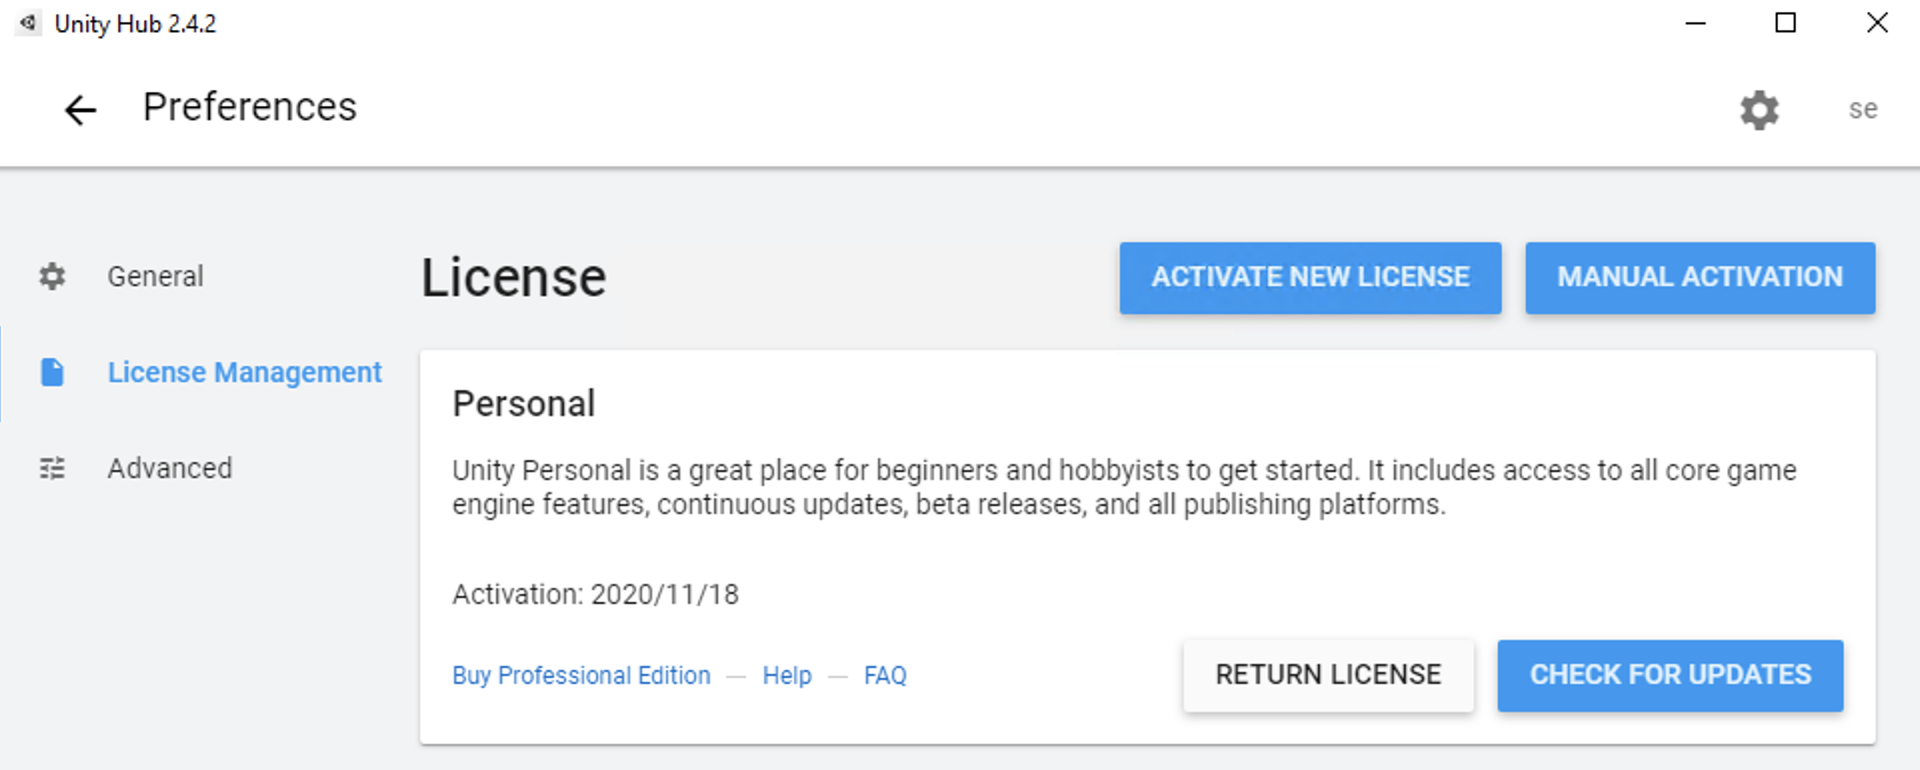 Unity Hub 2.4.2
Preferences
se
General
License Management
Advanced
License
ACTIVATE NEW LICENSE
MANUAL ACTIVATION
Personal
Unity Personal is a great place for beginners and hobbyists to get started. It includes access to all core game
engine features, continuous updates, beta releases, and all publishing platforms.
Activation: 2020/11/18
Buy Professional Edition — Help — FAQ
RETURN LICENSE
CHECK FOR UPDATES